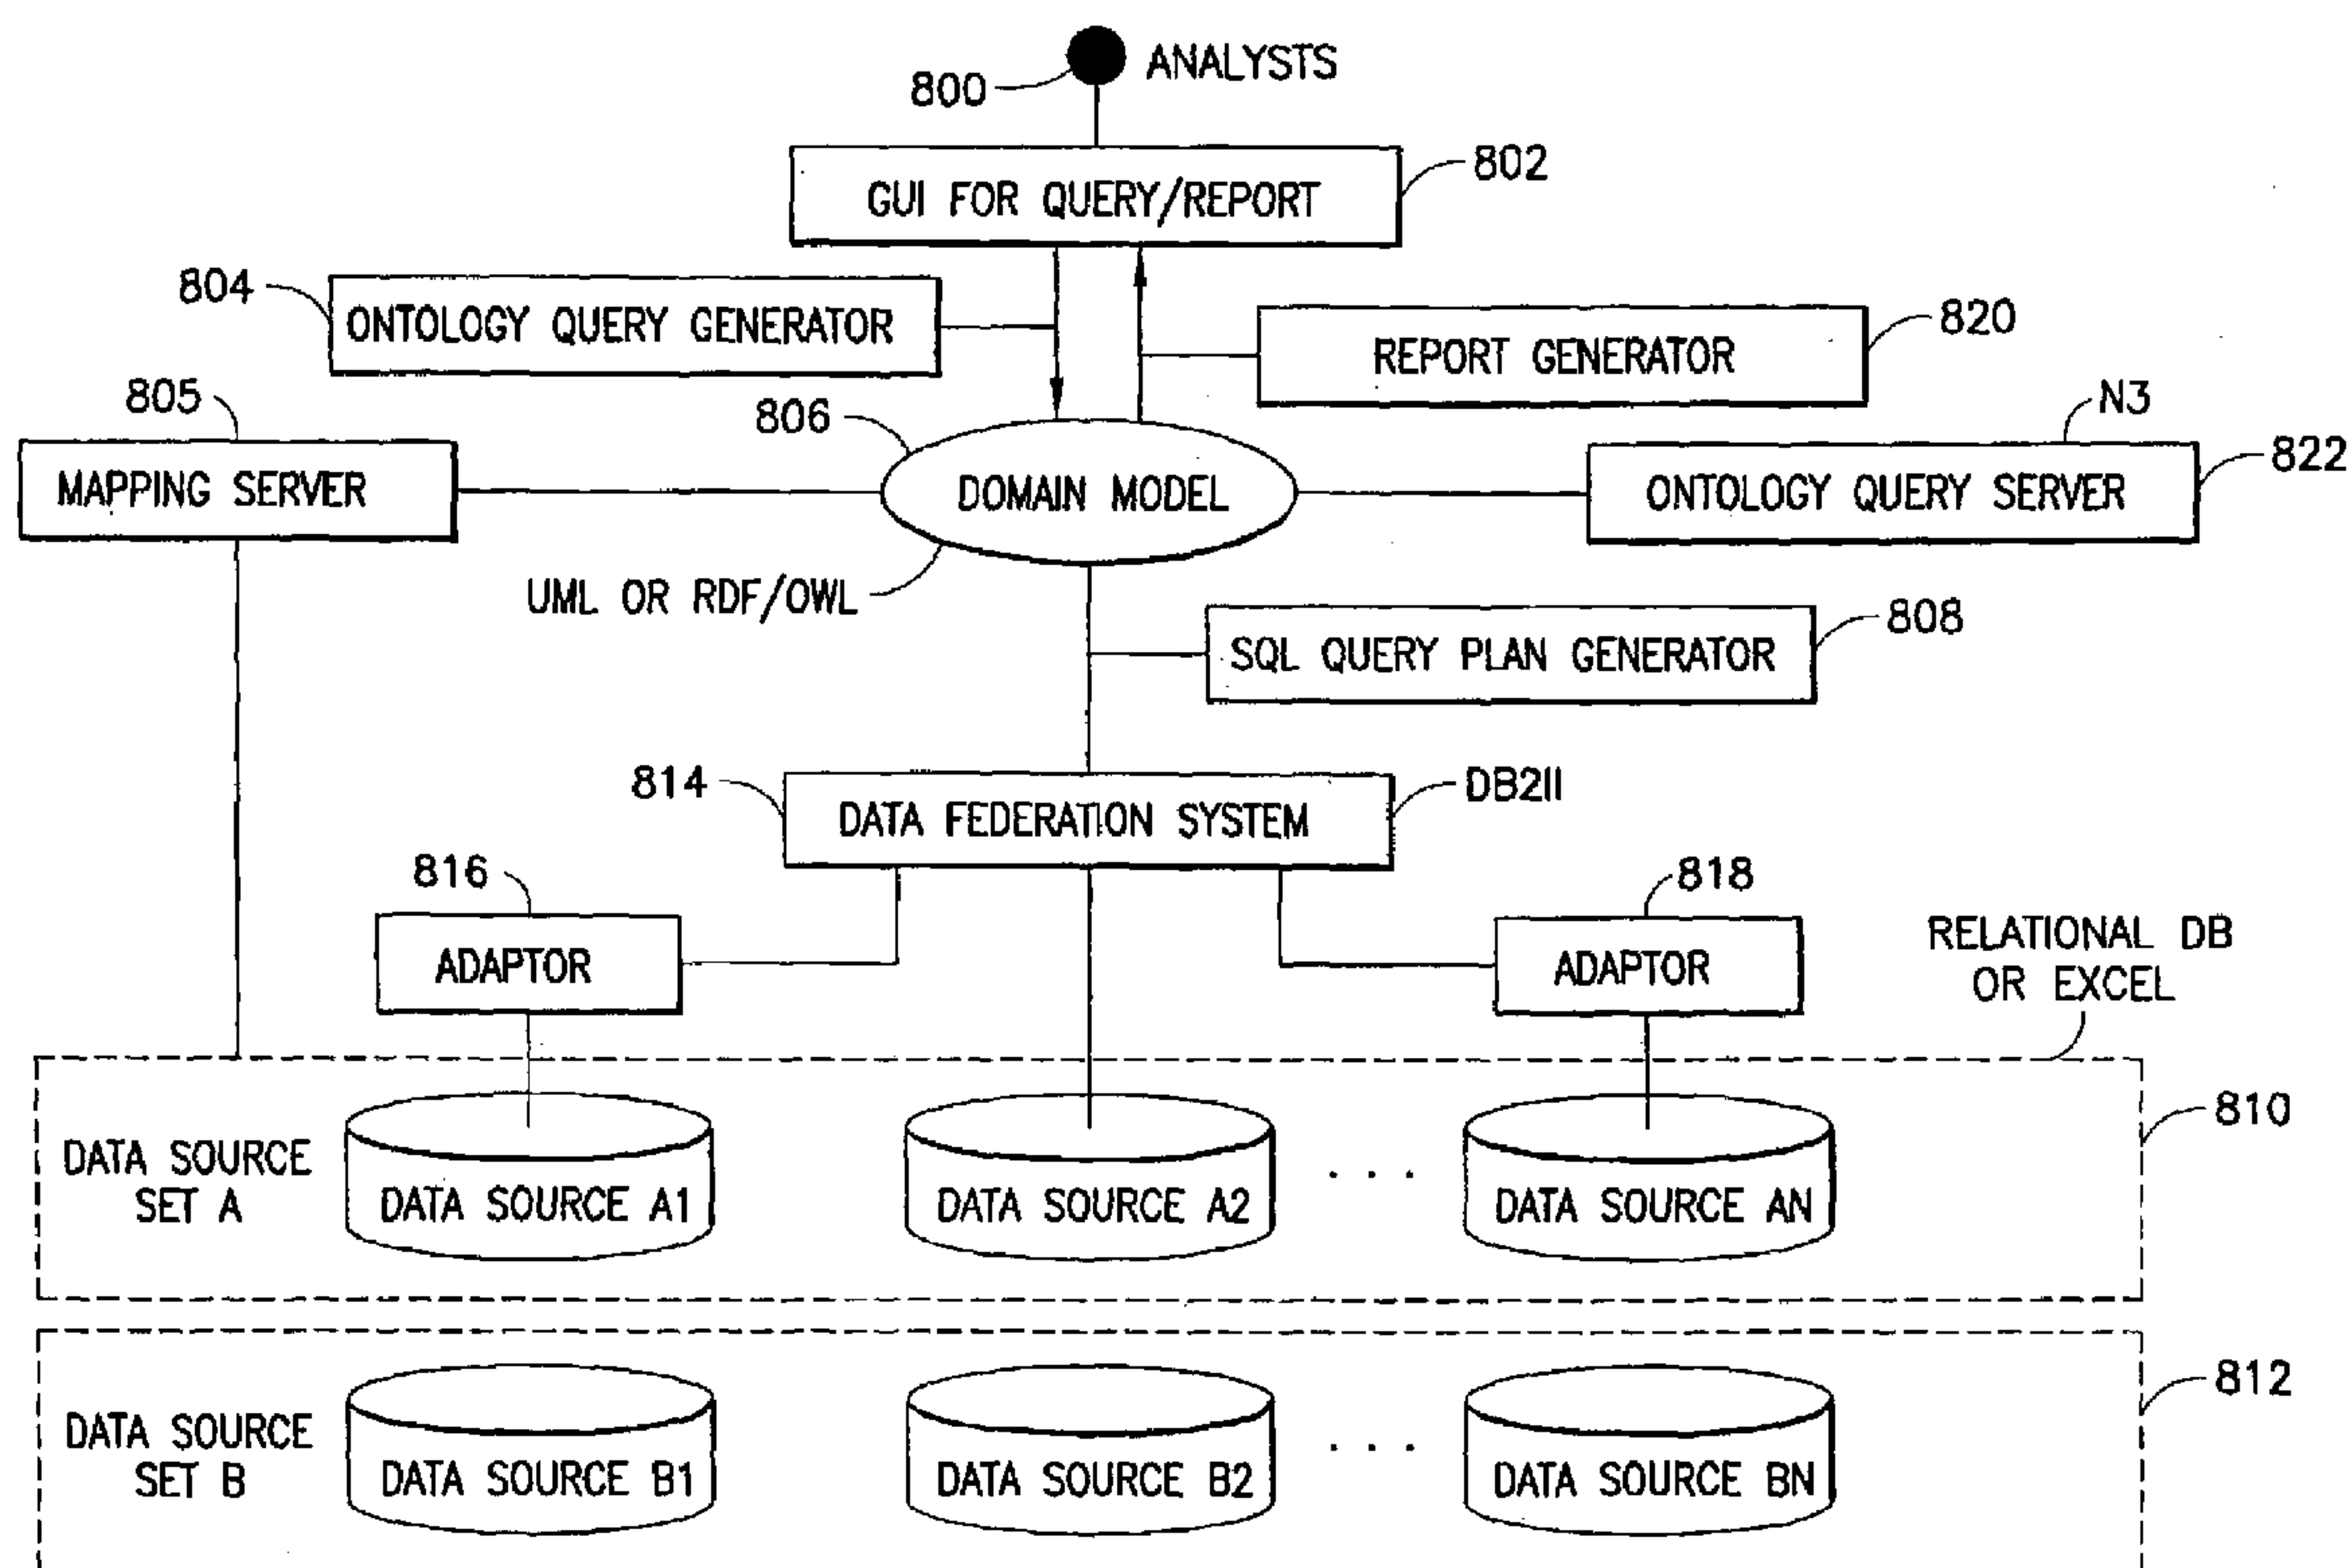 800
ANALYSTS
GUI FOR QUERY/REPORT
802
804
ONTOLOGY QUERY GENERATOR
REPORT GENERATOR
820
805
806
N3
MAPPING SERVER
DOMAIN MODEL
ONTOLOGY QUERY SERVER
822
UML OR RDF/OWL
SQL QUERY PLAN GENERATOR
808
814
DATA FEDERATION SYSTEM
DB2II
816
818
ADAPTOR
ADAPTOR
RELATIONAL DB
OR EXCEL
810
DATA SOURCE
SET A
DATA SOURCE A1
DATA SOURCE A2
. . .
DATA SOURCE AN
812
DATA SOURCE
SET B
DATA SOURCE B1
DATA SOURCE B2
. . .
DATA SOURCE BN